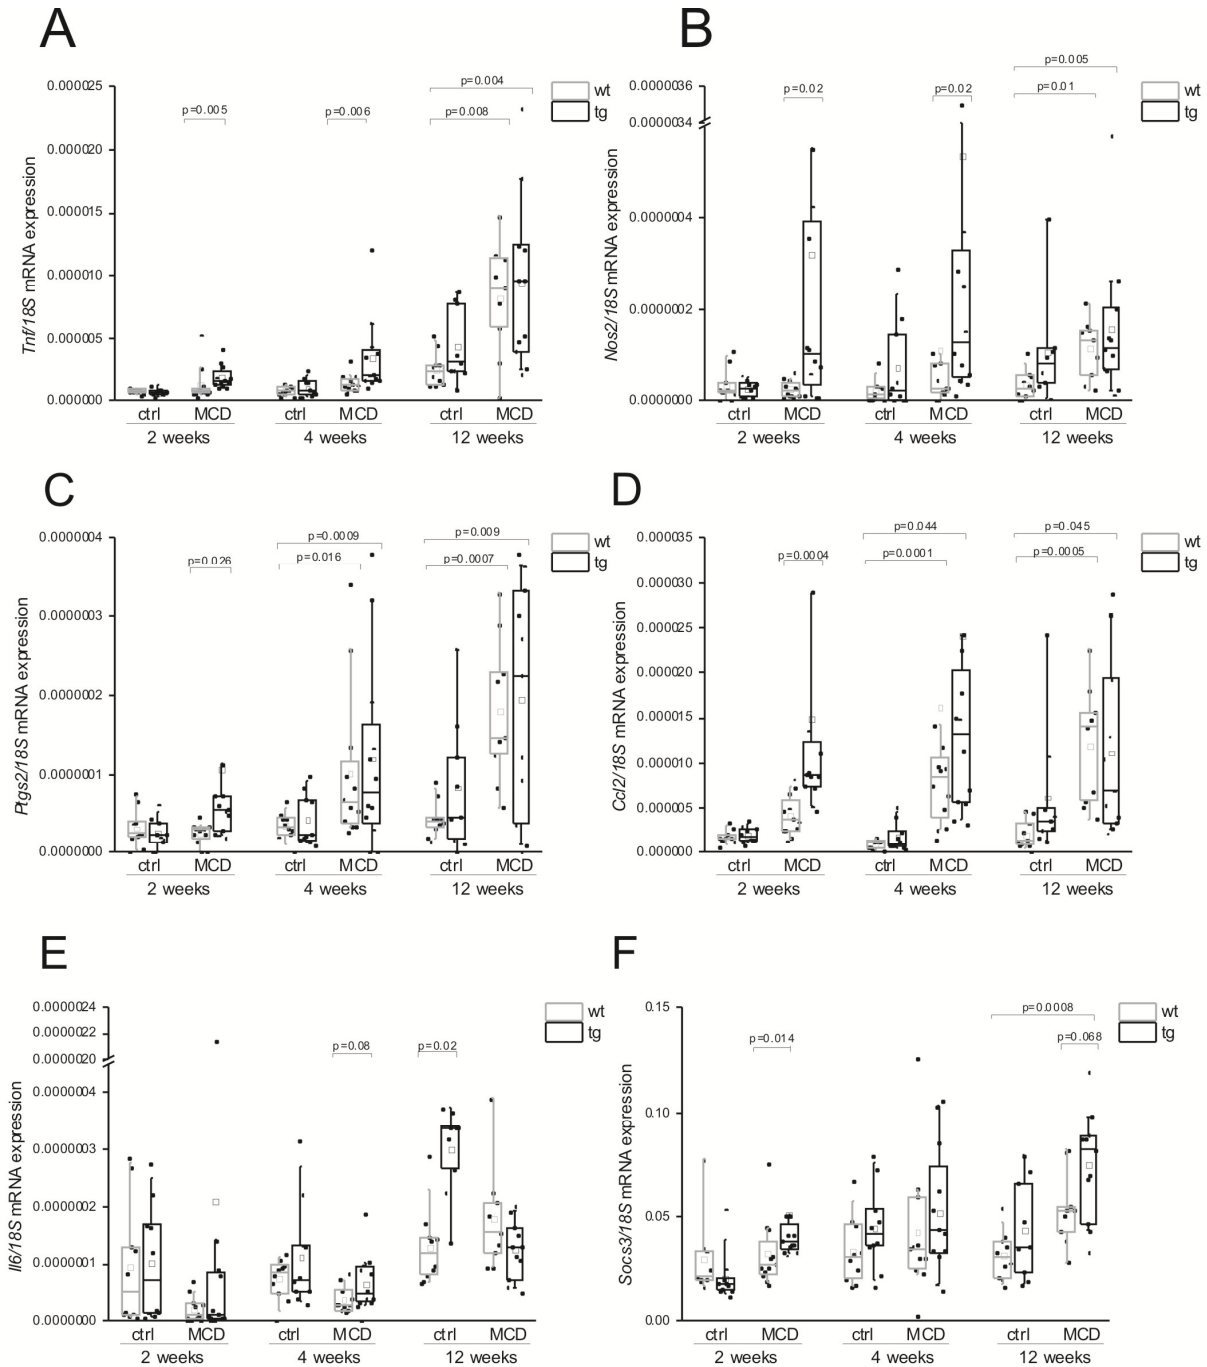 A
0.000025
0.000020
0.000015
0.000010
0.000005
0.000000
Tnf/18S mRNA expression
p=0.005
p=0.006
p=0.004
p=0.008
wt
tg
ctrl MCD ctrl MCD ctrl MCD
2 weeks 4 weeks 12 weeks
B
0.0000036
0.0000034
0.0000004
0.0000002
0.0000000
Nos2/18S mRNA expression
p=0.02
p=0.02
p=0.005
p=0.01
wt
tg
ctrl MCD ctrl MCD ctrl MCD
2 weeks 4 weeks 12 weeks
C
0.0000004
0.0000003
0.0000002
0.0000001
0.0000000
Ptgs2/18S mRNA expression
p=0.026
p=0.0009
p=0.016
p=0.009
p=0.0007
wt
tg
ctrl MCD ctrl MCD ctrl MCD
2 weeks 4 weeks 12 weeks
D
0.000035
0.000030
0.000025
0.000020
0.000015
0.000010
0.000005
0.000000
Ccl2/18S mRNA expression
p=0.0004
p=0.044
p=0.0001
p=0.045
p=0.0005
wt
tg
ctrl MCD ctrl MCD ctrl MCD
2 weeks 4 weeks 12 weeks
E
0.0000024
0.0000022
0.0000020
0.0000004
0.0000003
0.0000002
0.0000001
0.0000000
Il6/18S mRNA expression
p=0.08
p=0.02
wt
tg
ctrl MCD ctrl MCD ctrl MCD
2 weeks 4 weeks 12 weeks
F
0.15
0.10
0.05
0.00
Socs3/18S mRNA expression
p=0.014
p=0.0008
p=0.068
wt
tg
ctrl MCD ctrl MCD ctrl MCD
2 weeks 4 weeks 12 weeks